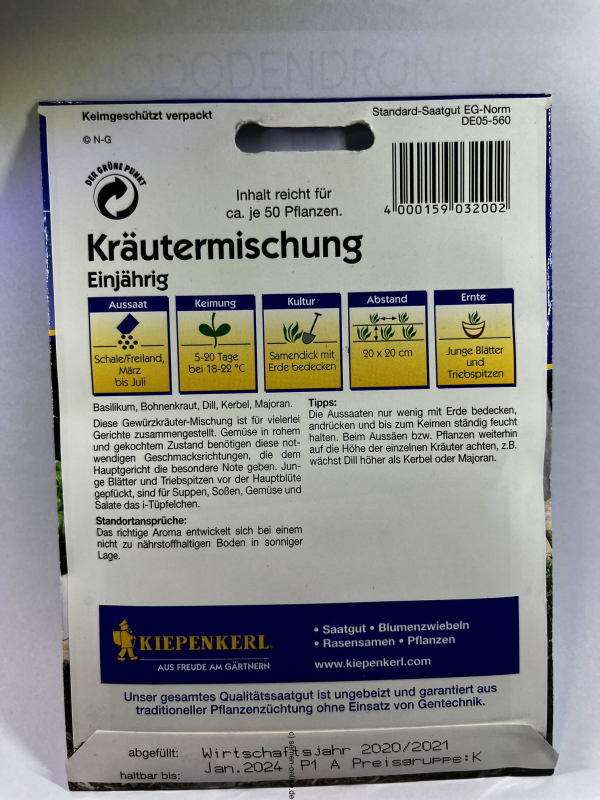 RHODODENDRON
Keimgeschützt verpackt
Standard-Saatgut EG-Norm
DE05-560
© N-G
DER GRÜNE PUNKT
Inhalt reicht für
ca. je 50 Pflanzen.
4 000159 032002
Kräutermischung
Einjährig
Aussaat
Schale/Freiland,
März
bis Juli
Keimung
5-20 Tage
bei 18-22 °C
Kultur
Samendick mit
Erde bedecken
Abstand
20 x 20 cm
Ernte
Junge Blätter
und
Triebspitzen
Basilikum, Bohnenkraut, Dill, Kerbel, Majoran.
Diese Gewürzkräuter-Mischung ist für vielerlei
Gerichte zusammengestellt. Gemüse in rohem
und gekochtem Zustand benötigen diese not-
wendigen Geschmacksrichtungen, die dem
Hauptgericht die besondere Note geben. Jun-
ge Blätter und Triebspitzen vor der Hauptblüte
gepflückt, sind für Suppen, Soßen, Gemüse und
Salate das i-Tüpfelchen.
Standortansprüche:
Das richtige Aroma entwickelt sich bei einem
nicht zu nährstoffhaltigen Boden in sonniger
Lage.
Tipps:
Die Aussaaten nur wenig mit Erde bedecken,
andrücken und bis zum Keimen ständig feucht
halten. Beim Aussäen bzw. Pflanzen weiterhin
auf die Höhe der einzelnen Kräuter achten, z.B.
wächst Dill höher als Kerbel oder Majoran.
KIEPENKERL
AUS FREUDE AM GÄRTNERN
• Saatgut • Blumenzwiebeln
• Rasensamen • Pflanzen
www.kiepenkerl.com
Unser gesamtes Qualitätssaatgut ist ungebeizt und garantiert aus
traditioneller Pflanzenzüchtung ohne Einsatz von Gentechnik.
abgefüllt: Wirtschaftsjahr 2020/2021
haltbar bis: Jan.2024 P1 A Preisgruppe:K
(c) samen-online.de